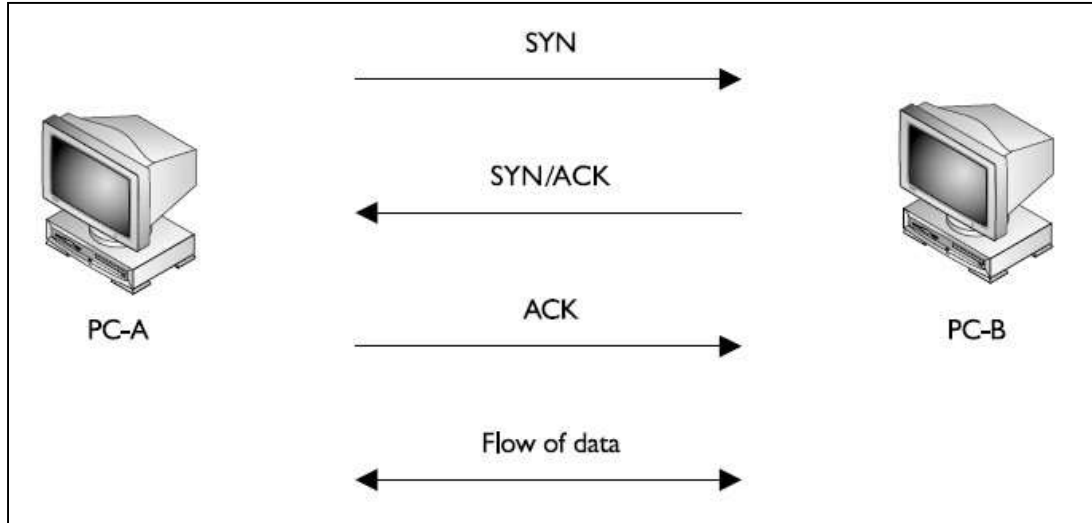 SYN
SYN/ACK
ACK
PC-A
PC-B
Flow of data